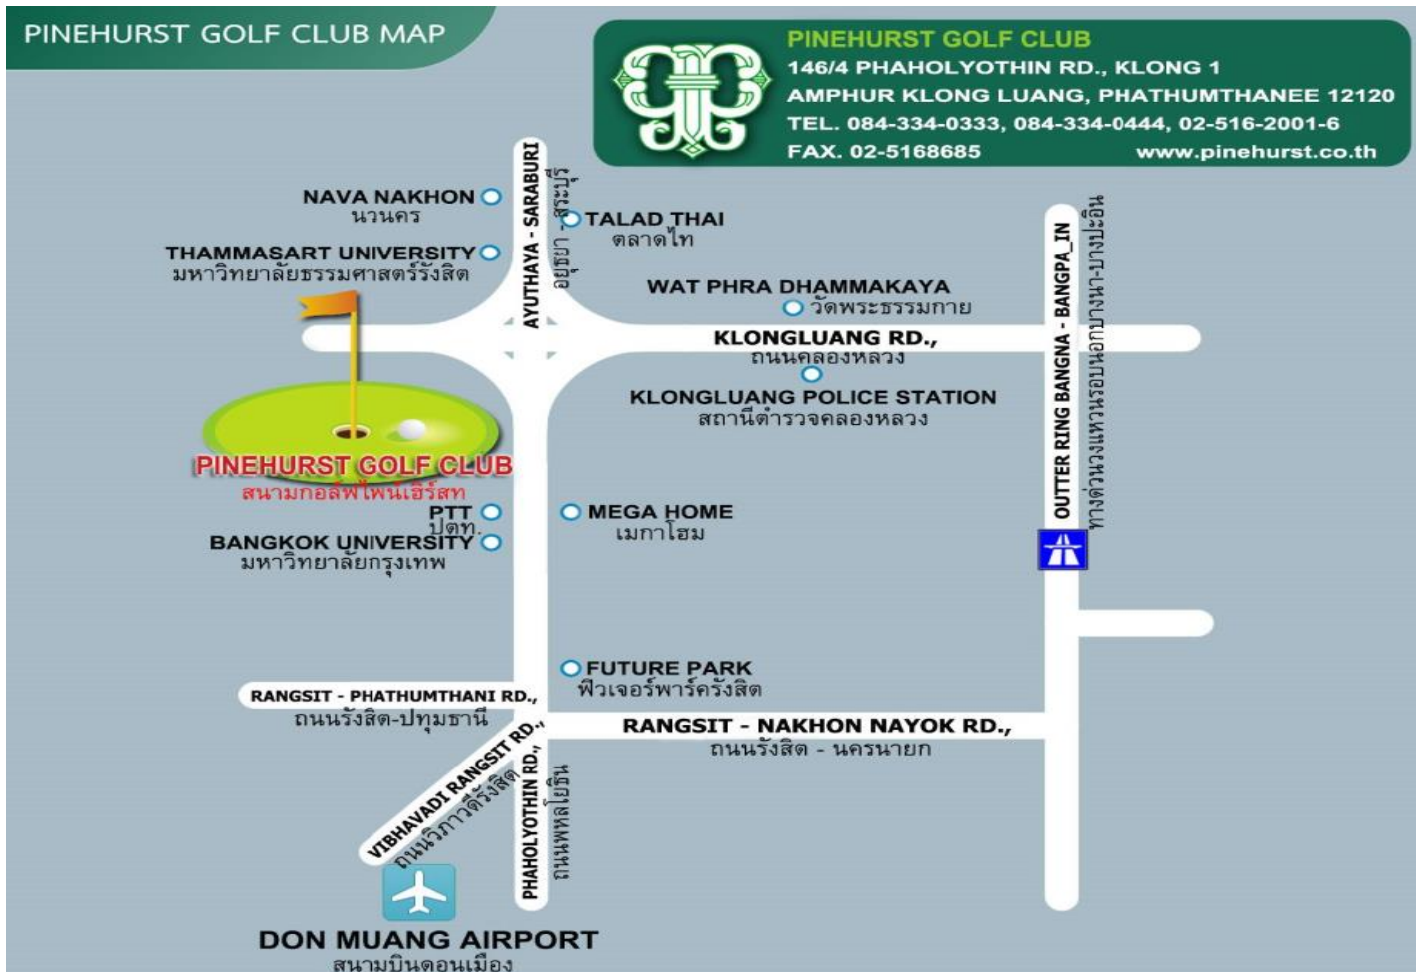 PINEHURST GOLF CLUB MAP
PINEHURST GOLF CLUB
146/4 PHAHOLYOTHIN RD., KLONG 1
AMPHUR KLONG LUANG, PHATHUMTHANEE 12120
TEL. 084-334-0333, 084-334-0444, 02-516-2001-6
FAX. 02-5168685 www.pinehurst.co.th
AYUTHAYA - SARABURI
อยุธยา - สระบุรี
NAVA NAKHON
นวนคร
TALAD THAI
ตลาดไท
THAMMASART UNIVERSITY
มหาวิทยาลัยธรรมศาสตร์รังสิต
WAT PHRA DHAMMAKAYA
วัดพระธรรมกาย
KLONGLUANG RD.,
ถนนคลองหลวง
KLONGLUANG POLICE STATION
สถานีตำรวจคลองหลวง
OUTTER RING BANGNA - BANGPA_IN
ทางด่วนวงแหวนรอบนอกบางนา-บางปะอิน
PINEHURST GOLF CLUB
สนามกอล์ฟไพน์เฮิร์สท
PTT
ปตท.
MEGA HOME
เมกาโฮม
BANGKOK UNIVERSITY
มหาวิทยาลัยกรุงเทพ
FUTURE PARK
ฟิวเจอร์พาร์ครังสิต
RANGSIT - PHATHUMTHANI RD.,
ถนนรังสิต-ปทุมธานี
RANGSIT - NAKHON NAYOK RD.,
ถนนรังสิต - นครนายก
VIBHAVADI RANGSIT RD.,
ถนนวิภาวดีรังสิต
PHAHOLYOTHIN RD.,
ถนนพหลโยธิน
DON MUANG AIRPORT
สนามบินดอนเมือง